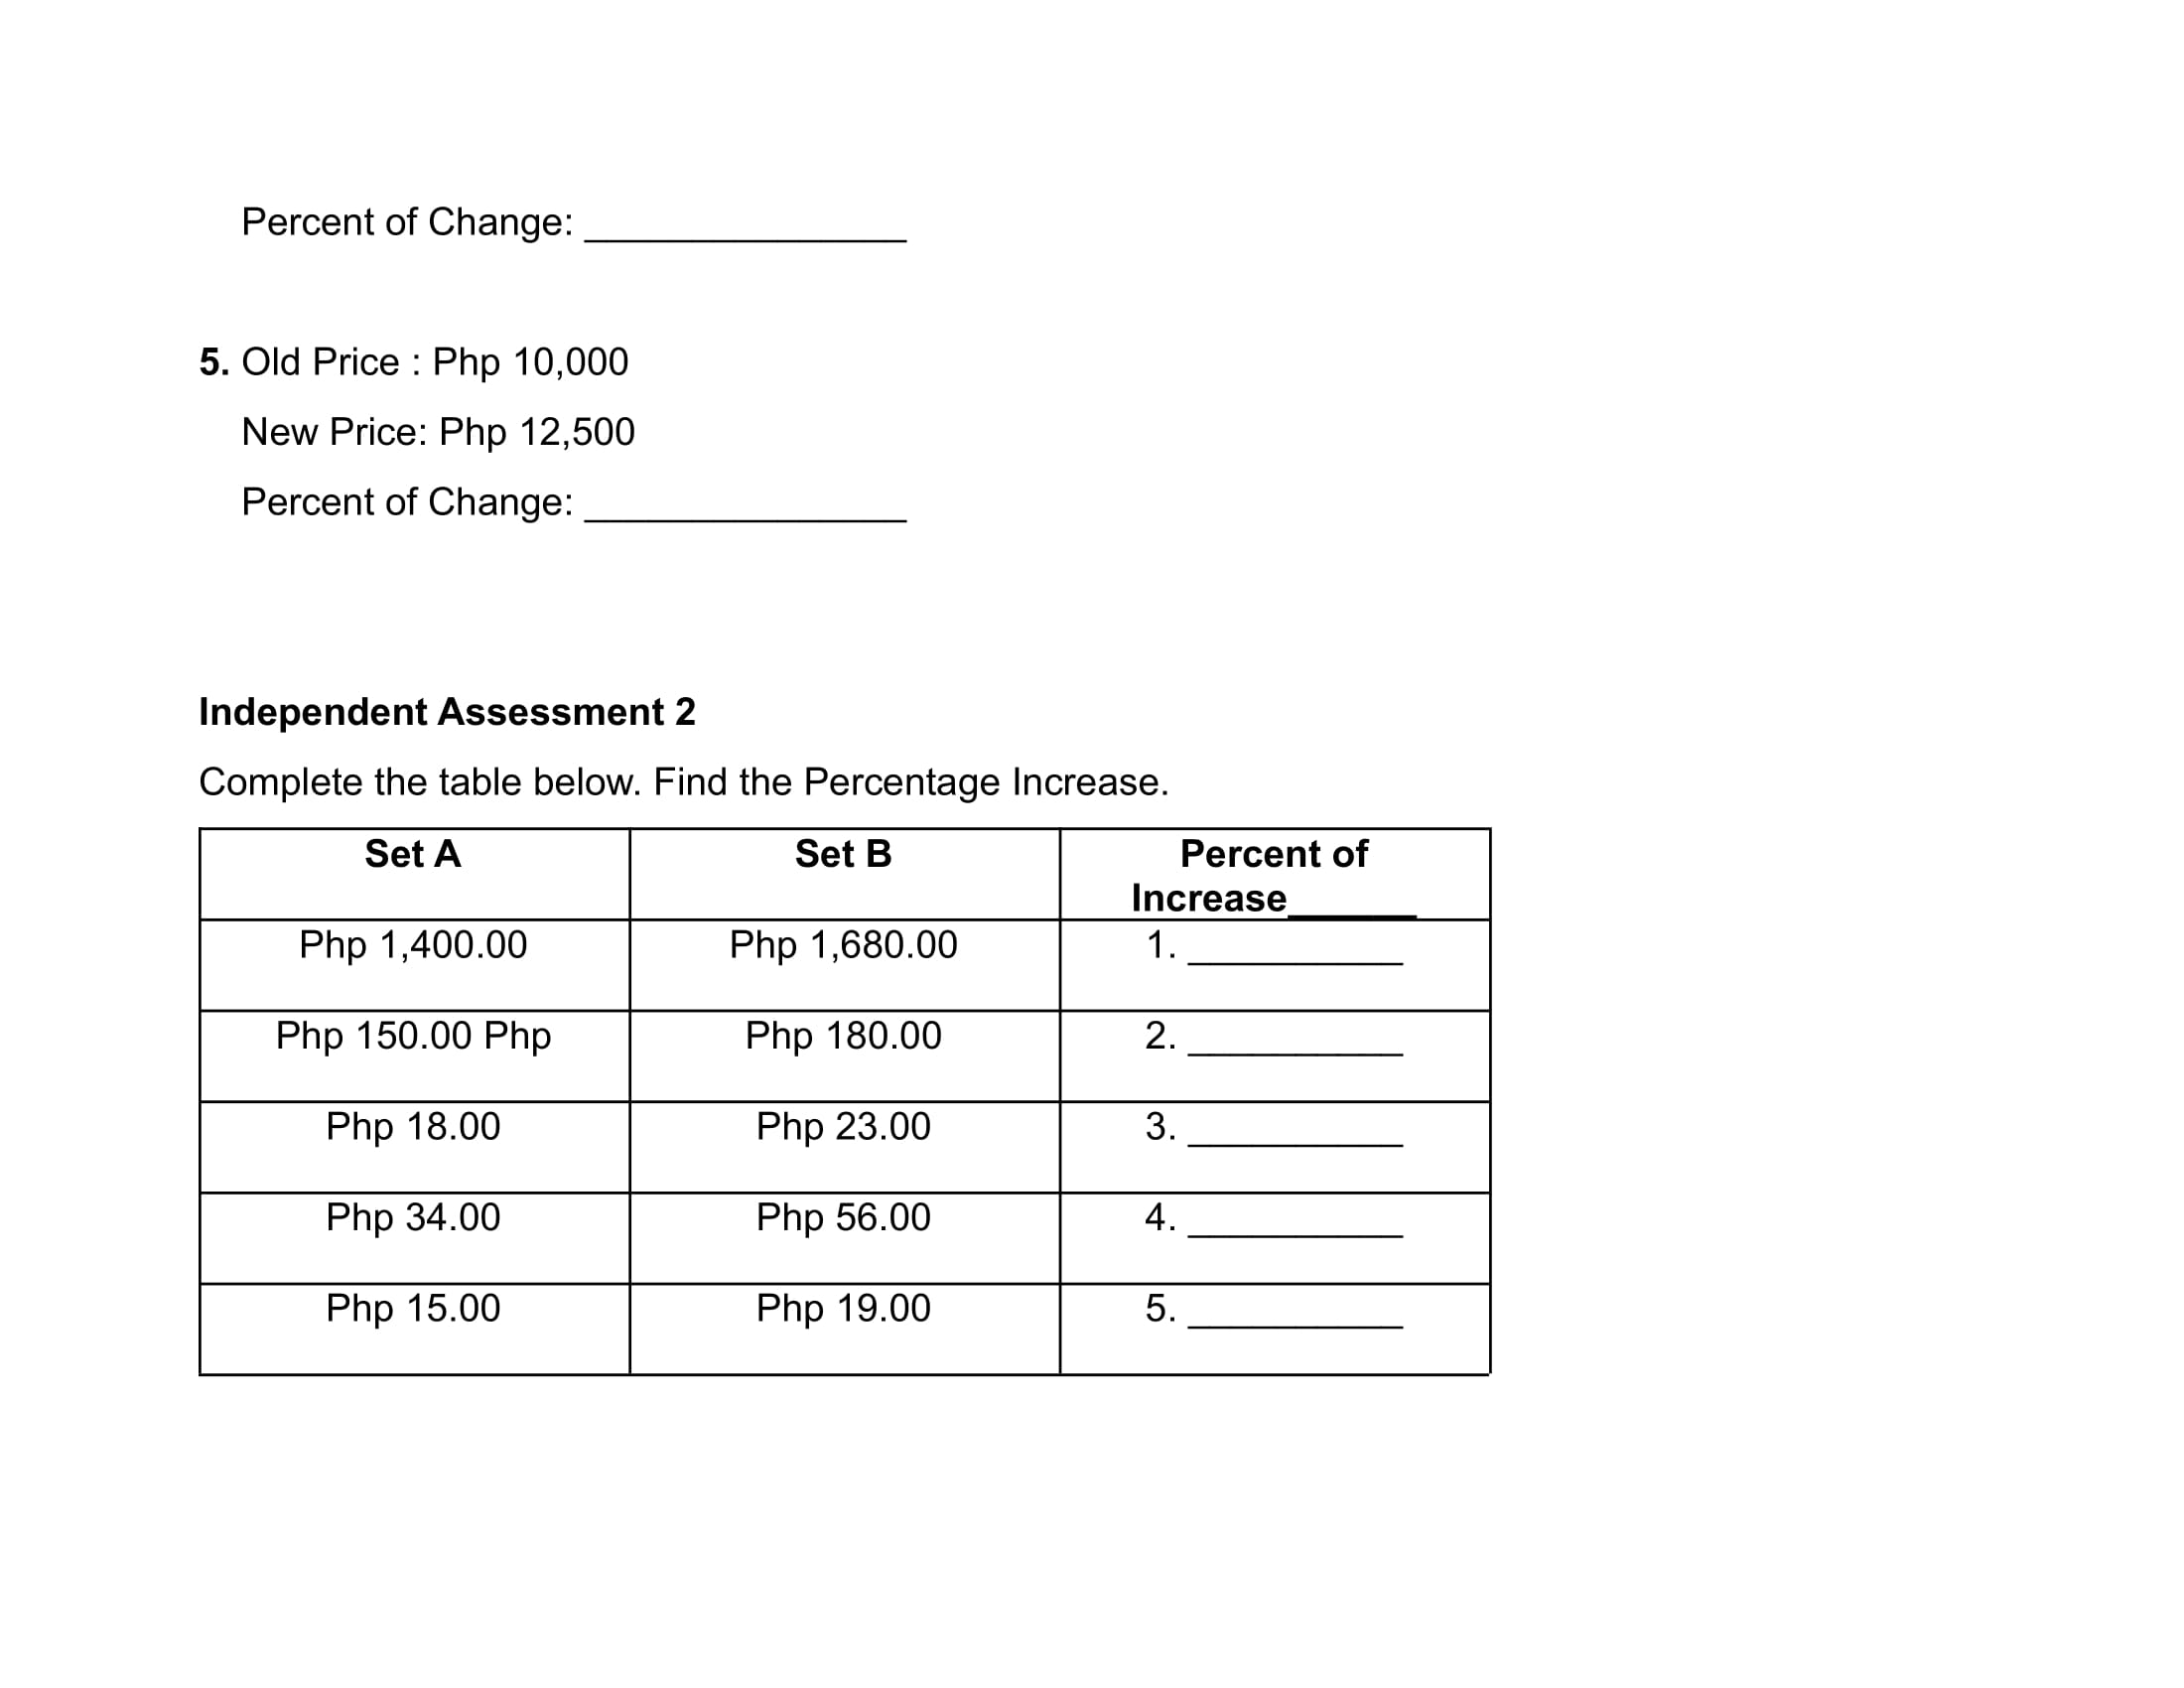 Percent of Change: _______________
5. Old Price : Php 10,000
New Price: Php 12,500
Percent of Change: _______________
Independent Assessment 2
Complete the table below. Find the Percentage Increase.
Set A Set B Percent of
Increase______
Php 1,400.00 Php 1,680.00 1. __________
Php 150.00 Php Php 180.00 2. __________
Php 18.00 Php 23.00 3. __________
Php 34.00 Php 56.00 4. __________
Php 15.00 Php 19.00 5. __________